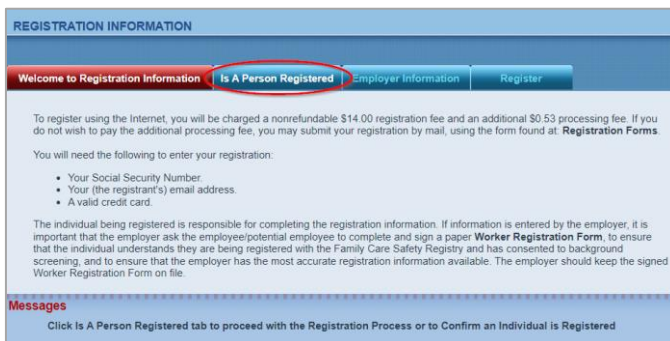 REGISTRATION INFORMATION
Welcome to Registration Information Is A Person Registered Employer Information Register
To register using the Internet, you will be charged a nonrefundable $14.00 registration fee and an additional $0.53 processing fee. If you
do not wish to pay the additional processing fee, you may submit your registration by mail, using the form found at: Registration Forms.
You will need the following to enter your registration:
• Your Social Security Number.
• Your (the registrant's) email address.
• A valid credit card.
The individual being registered is responsible for completing the registration information. If information is entered by the employer, it is
important that the employer ask the employee/potential employee to complete and sign a paper Worker Registration Form, to ensure
that the individual understands they are being registered with the Family Care Safety Registry and has consented to background
screening, and to ensure that the employer has the most accurate registration information available. The employer should keep the signed
Worker Registration Form on file.
Messages
Click Is A Person Registered tab to proceed with the Registration Process or to Confirm an Individual is Registered